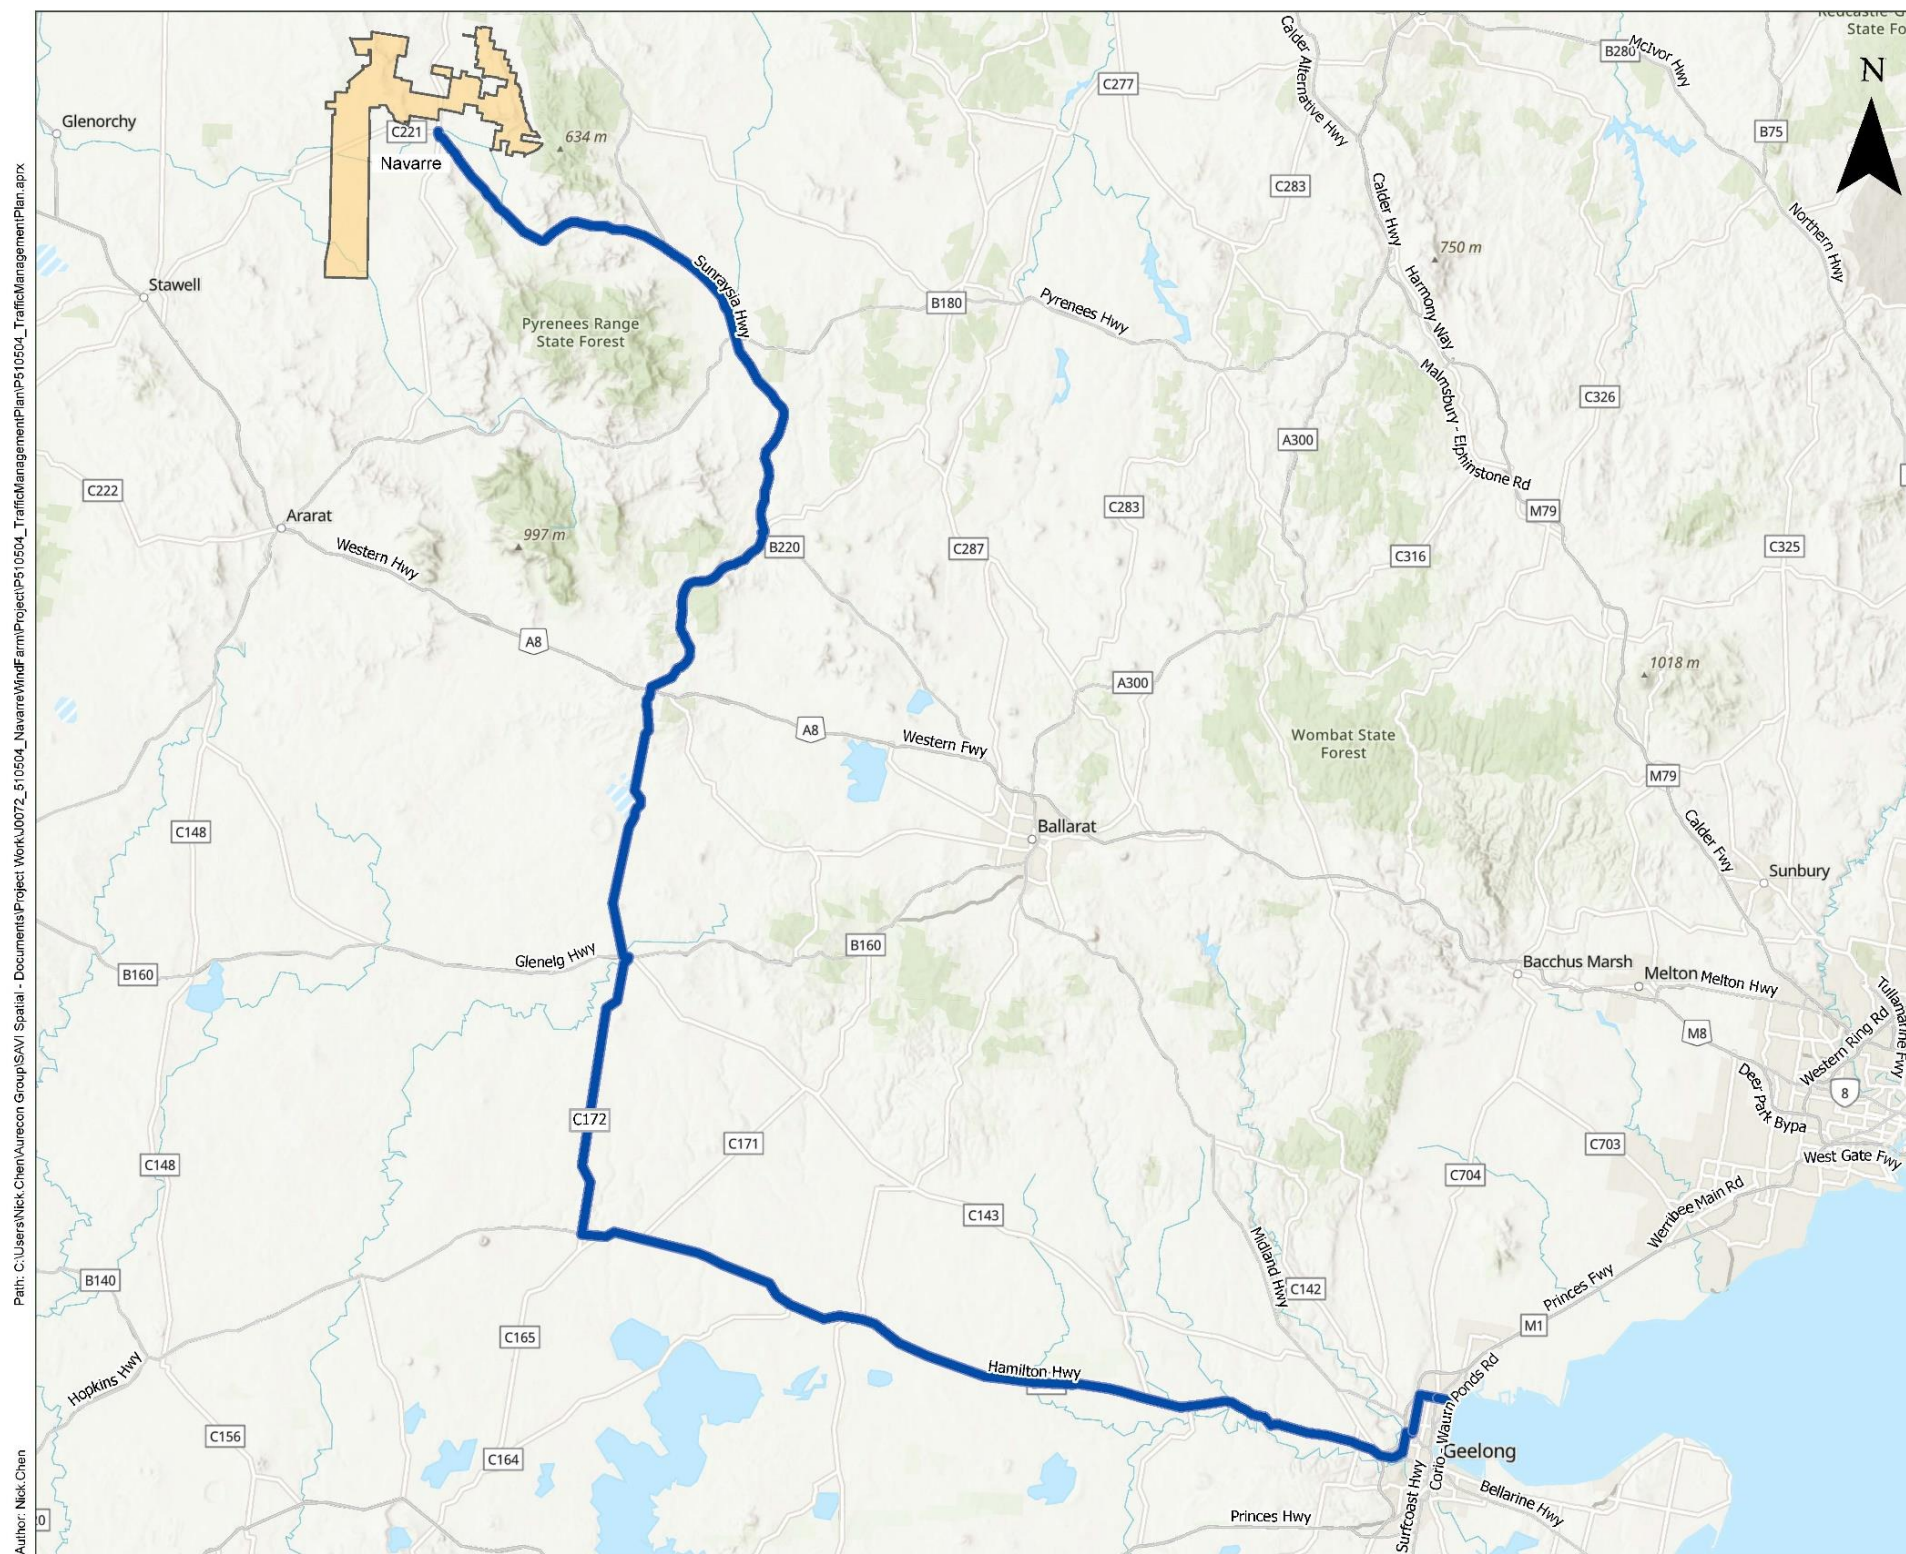 Redcastle-G
State Fo
B280
McIvor Hwy
Calder Alternative Hwy
N
C277
Glenorchy
C221
634 m
B75
Navarre
C283
Calder Hwy
Northern Hwy
750 m
Stawell
Sunraysia Hwy
Harmony Way
B180
Pyrenees Hwy
Pyrenees Range
State Forest
Malmsbury - Elphinstone Rd
C326
A300
C222
C283
M79
Ararat
997 m
Western Hwy
B220
C287
C316
C325
A8
1018 m
A300
A8
Western Fwy
Wombat State
Forest
M79
C148
Ballarat
Calder Fwy
Sunbury
Glenelg Hwy
B160
B160
Bacchus Marsh
Melton
Melton Hwy
Tullamarine Fwy
Western Ring Rd
M8
8
Deer Park Bypa
C172
C171
C703
West Gate Fwy
C148
C704
Werribee Main Rd
C143
Midland Hwy
B140
C142
Princes Fwy
M1
C165
Hopkins Hwy
Hamilton Hwy
Corio - Waurn Ponds Rd
C156
C164
Geelong
Surfcoast Hwy
Bellarine Hwy
Princes Hwy
Path: C:\Users\Nick.Chen\Aurecon Group\SAVI Spatial - Documents\Project Work\J0072_510504_NavarreWindFarm\Project\P510504_TrafficManagementPlan\P510504_TrafficManagementPlan.aprx
Author: Nick.Chen